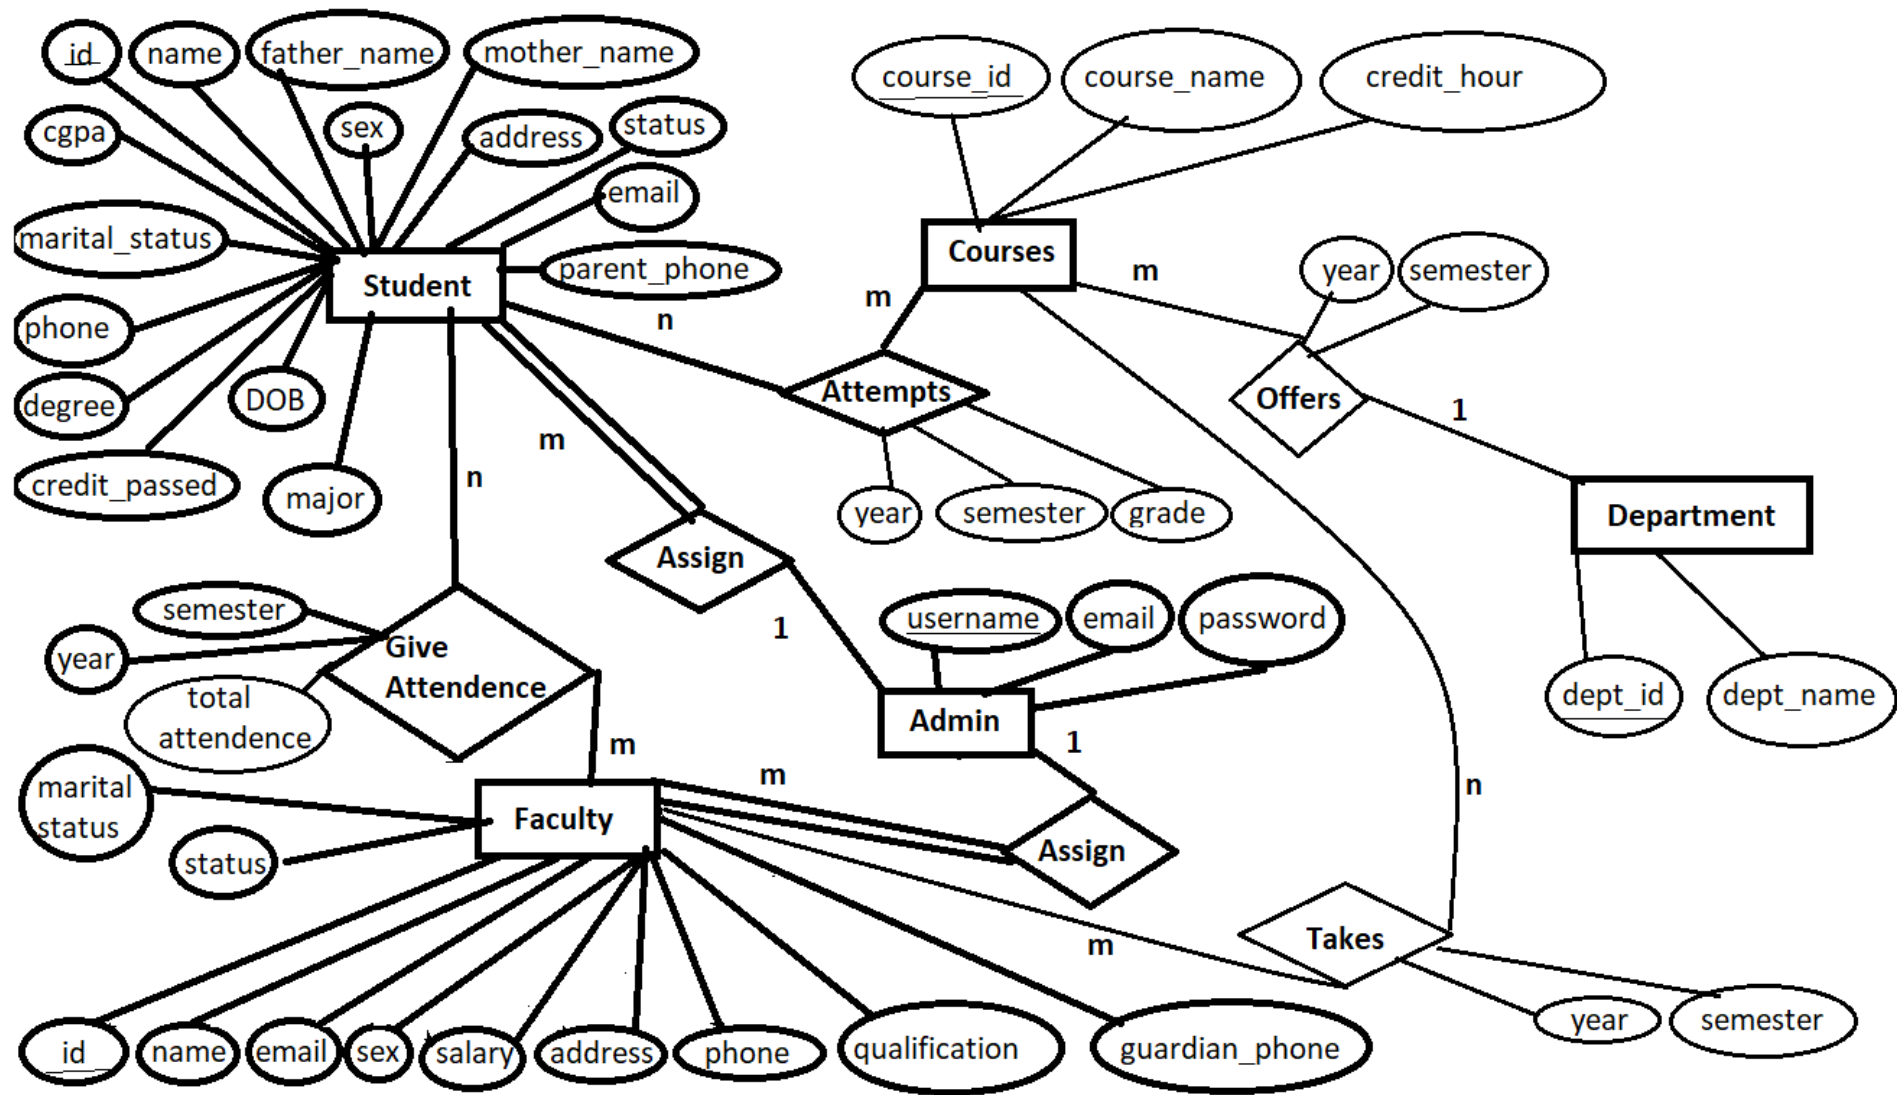 id
name
father_name
mother_name
cgpa
sex
address
status
email
marital_status
Student
parent_phone
phone
degree
DOB
credit_passed
major
course_id
course_name
credit_hour
Courses
m
n
m
year
semester
Attempts
Offers
1
year
semester
grade
Department
dept_id
dept_name
m
n
Assign
1
username
email
password
Admin
1
semester
year
Give
Attendence
total
attendence
m
m
marital
status
status
Faculty
Assign
n
m
Takes
year
semester
id
name
email
sex
salary
address
phone
qualification
guardian_phone